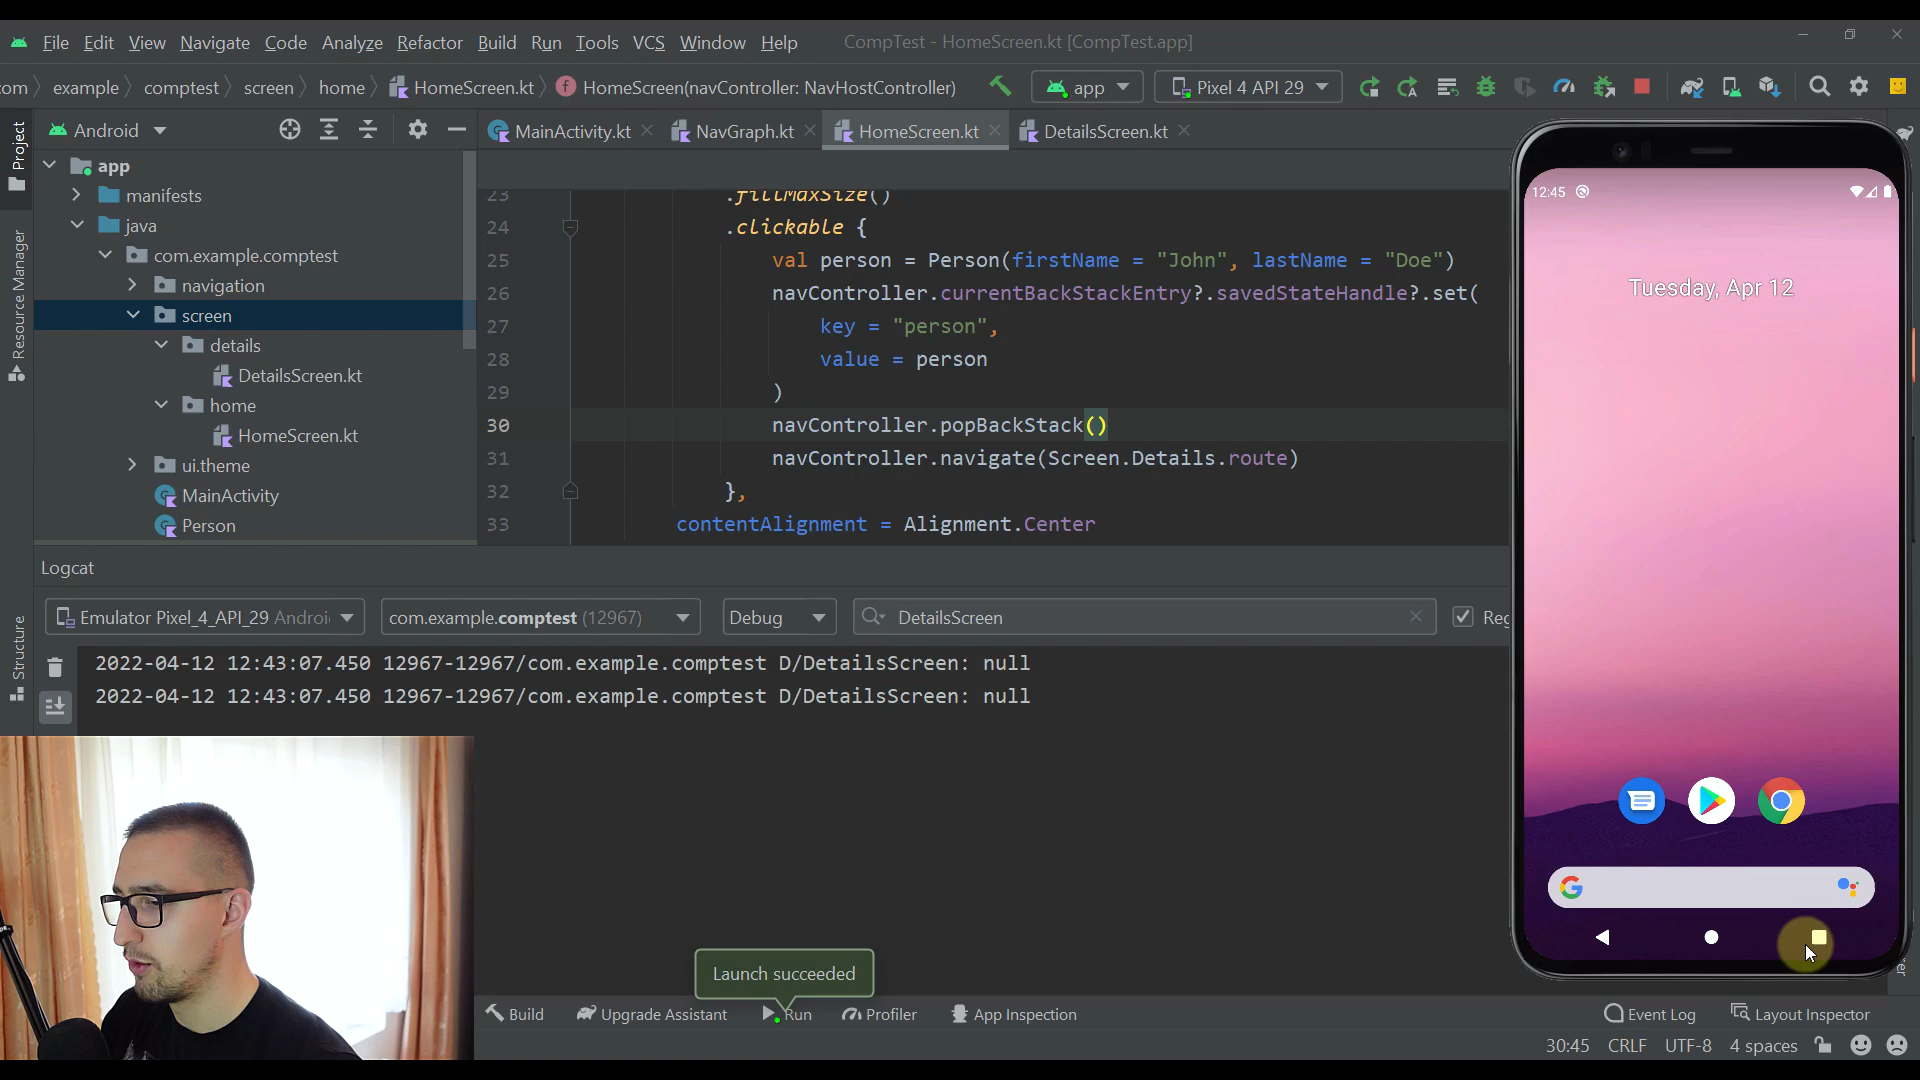 File Edit View Navigate Code Analyze Refactor Build Run Tools VCS Window Help CompTest - HomeScreen.kt [CompTest.app]
om example comptest screen home HomeScreen.kt HomeScreen(navController: NavHostController) app Pixel 4 API 29
Project
Resource Manager
Structure
Android
app
manifests
java
com.example.comptest
navigation
screen
details
DetailsScreen.kt
home
HomeScreen.kt
ui.theme
MainActivity
Person
MainActivity.kt NavGraph.kt HomeScreen.kt DetailsScreen.kt
23 .fillMaxSize()
24 .clickable {
25 val person = Person(firstName = "John", lastName = "Doe")
26 navController.currentBackStackEntry?.savedStateHandle?.set(
27 key = "person",
28 value = person
29 )
30 navController.popBackStack()
31 navController.navigate(Screen.Details.route)
32 },
33 contentAlignment = Alignment.Center
Logcat
Emulator Pixel_4_API_29 Androi com.example.comptest (12967) Debug DetailsScreen Reg
2022-04-12 12:43:07.450 12967-12967/com.example.comptest D/DetailsScreen: null
2022-04-12 12:43:07.450 12967-12967/com.example.comptest D/DetailsScreen: null
12:45
Tuesday, Apr 12
Launch succeeded
Build Upgrade Assistant Run Profiler App Inspection Event Log Layout Inspector
30:45 CRLF UTF-8 4 spaces